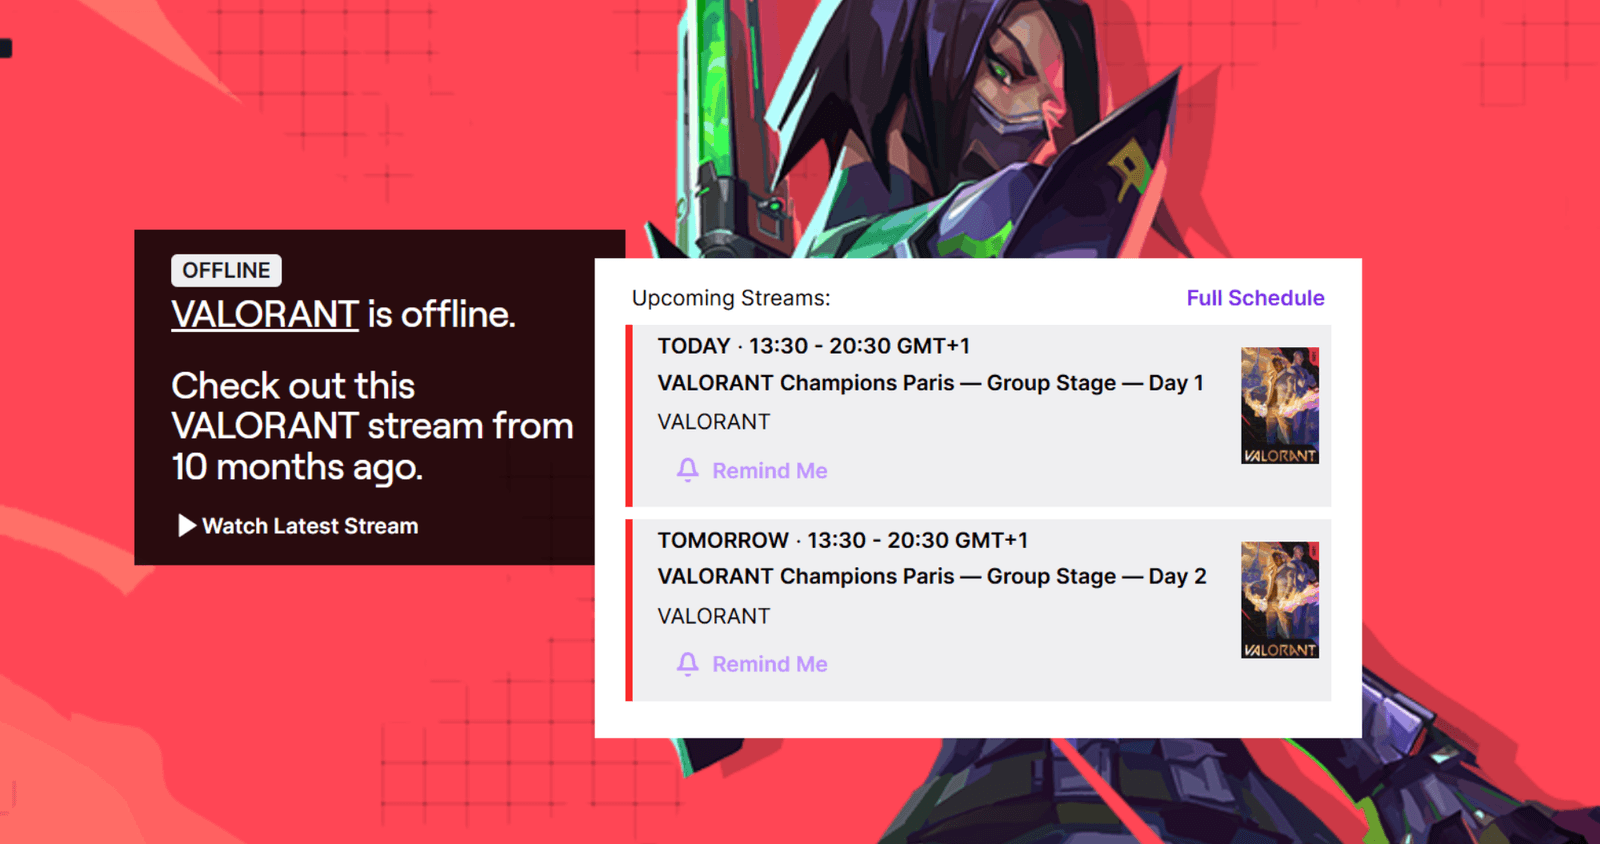 OFFLINE
VALORANT is offline.
Check out this
VALORANT stream from
10 months ago.
Watch Latest Stream
Upcoming Streams:
Full Schedule
TODAY · 13:30 - 20:30 GMT+1
VALORANT Champions Paris — Group Stage — Day 1
VALORANT
Remind Me
VALORANT
TOMORROW · 13:30 - 20:30 GMT+1
VALORANT Champions Paris — Group Stage — Day 2
VALORANT
Remind Me
VALORANT